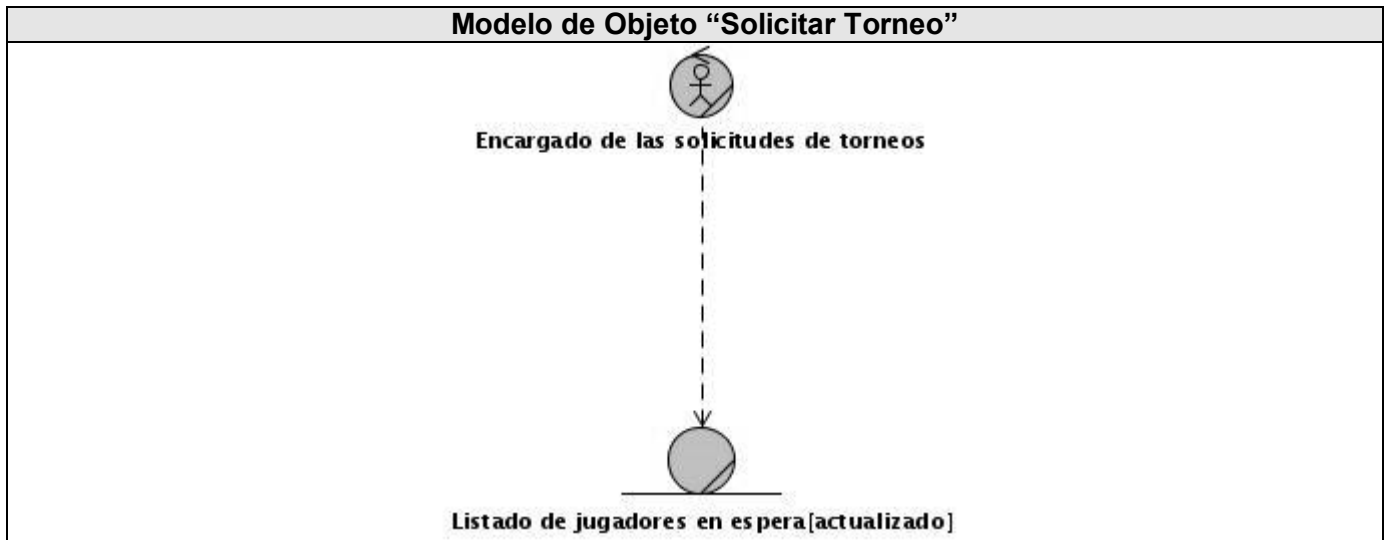 Modelo de Objeto “Solicitar Torneo”
Encargado de las solicitudes de torneos
Listado de jugadores en espera[actualizado]